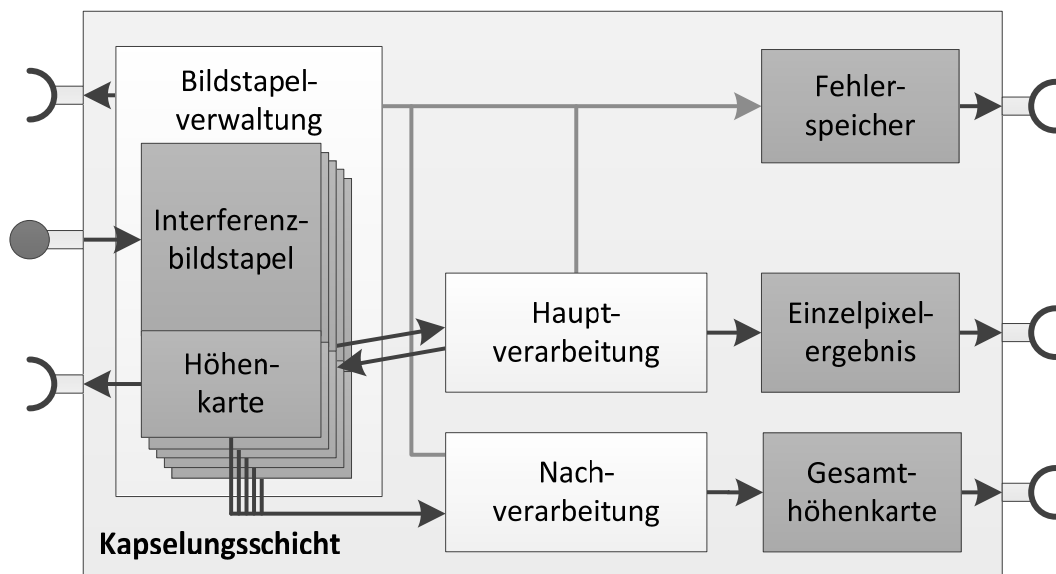 Bildstapel-
verwaltung
Interferenz-
bildstapel
Höhen-
karte
Fehler-
speicher
Haupt-
verarbeitung
Einzelpixel-
ergebnis
Nach-
verarbeitung
Gesamt-
höhenkarte
Kapselungsschicht